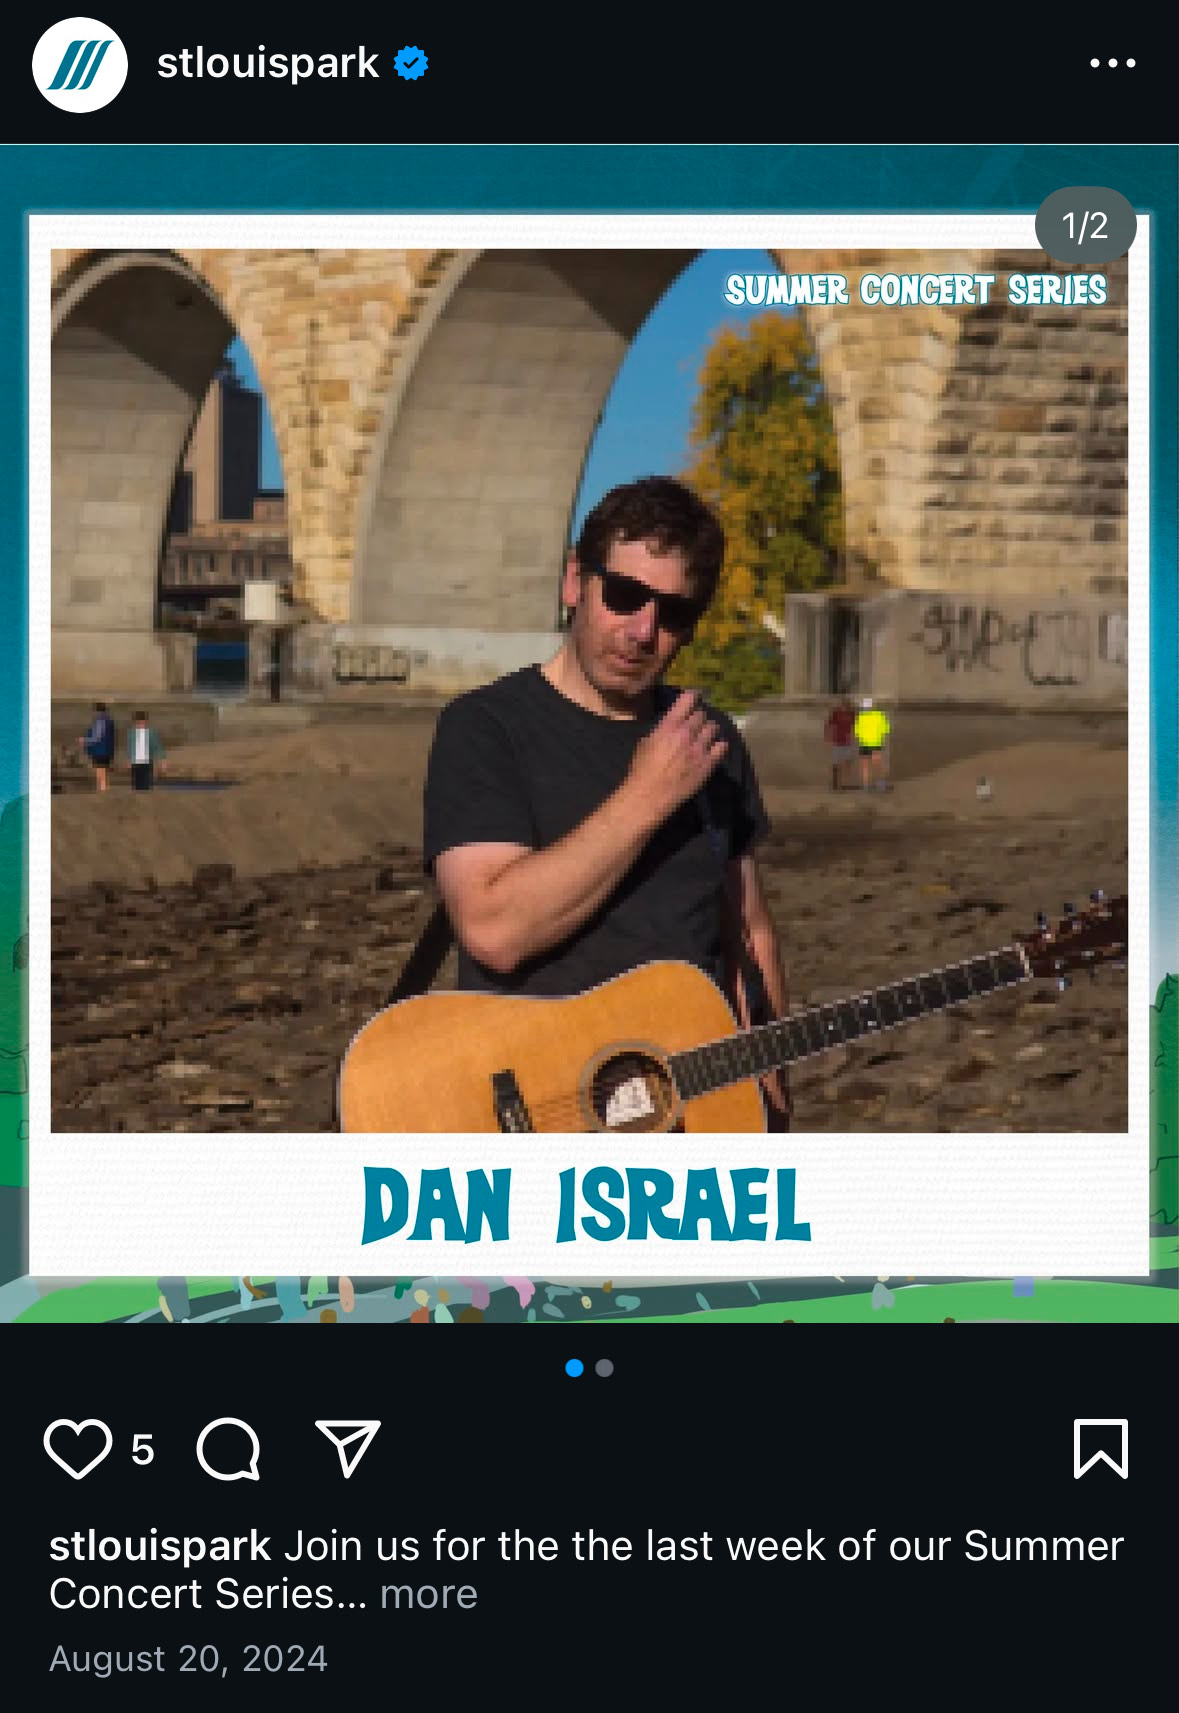 stlouispark
1/2
SUMMER CONCERT SERIES
DAN ISRAEL
5
stlouispark Join us for the the last week of our Summer
Concert Series... more
August 20, 2024